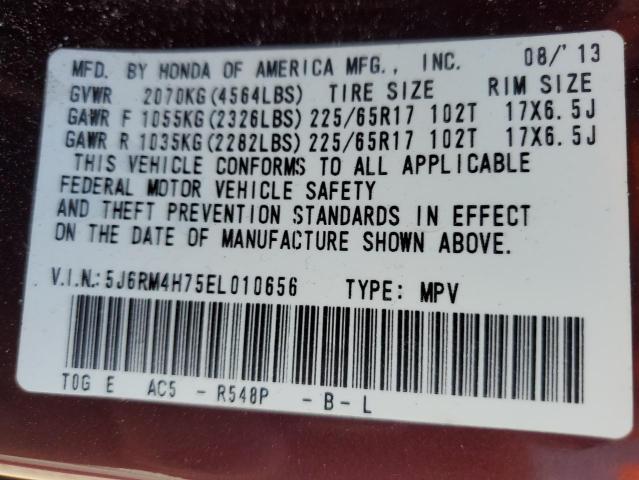 MFD. BY HONDA OF AMERICA MFG., INC. 08/'13
GVWR 2070KG(4564LBS) TIRE SIZE RIM SIZE
GAWR F 1055KG(2326LBS) 225/65R17 102T 17X6.5J
GAWR R 1035KG(2282LBS) 225/65R17 102T 17X6.5J
THIS VEHICLE CONFORMS TO ALL APPLICABLE
FEDERAL MOTOR VEHICLE SAFETY
AND THEFT PREVENTION STANDARDS IN EFFECT
ON THE DATE OF MANUFACTURE SHOWN ABOVE.
V.I.N.:5J6RM4H75EL010656 TYPE: MPV
TOG E AC5 - R548P - B - L